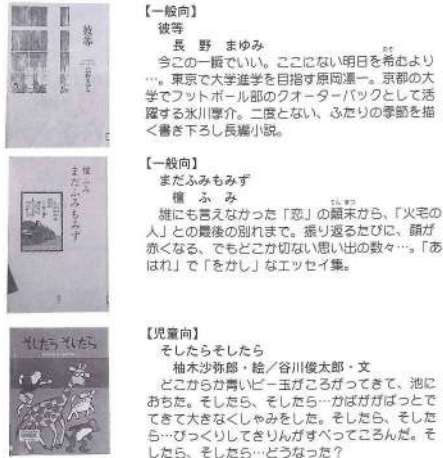 【一般向】
彼等
長野 まゆみ
今この一瞬でいい。ここにない明日を希むより
…。東京で大学進学を目指す原岡凛一。京都の大
学でフットボール部のクオーターバックとして活
躍する氷川享介。二度とない、ふたりの季節を描
く書き下ろし長編小説。
彼等
【一般向】
まだふみもみず
檀 ふ み
誰にも言えなかった「恋」の顛末から、「火宅の
人」との最後の別れまで。振り返るたびに、顔が
赤くなる、でもどこか切ない思い出の数々…。「あ
はれ」で「をかし」なエッセイ集。
檀 ふみ
まだふみもみず
【児童向】
そしたらそしたら
柚木沙弥郎・絵/谷川俊太郎・文
どこからか青いビー玉がころがってきて、池に
おちた。そしたら、そしたら…かばががばっとで
てきて大きなくしゃみをした。そしたら、そした
ら…びっくりしてきりんがすべってころんだ。そ
したら、そしたら…どうなった？
そしたら そしたら